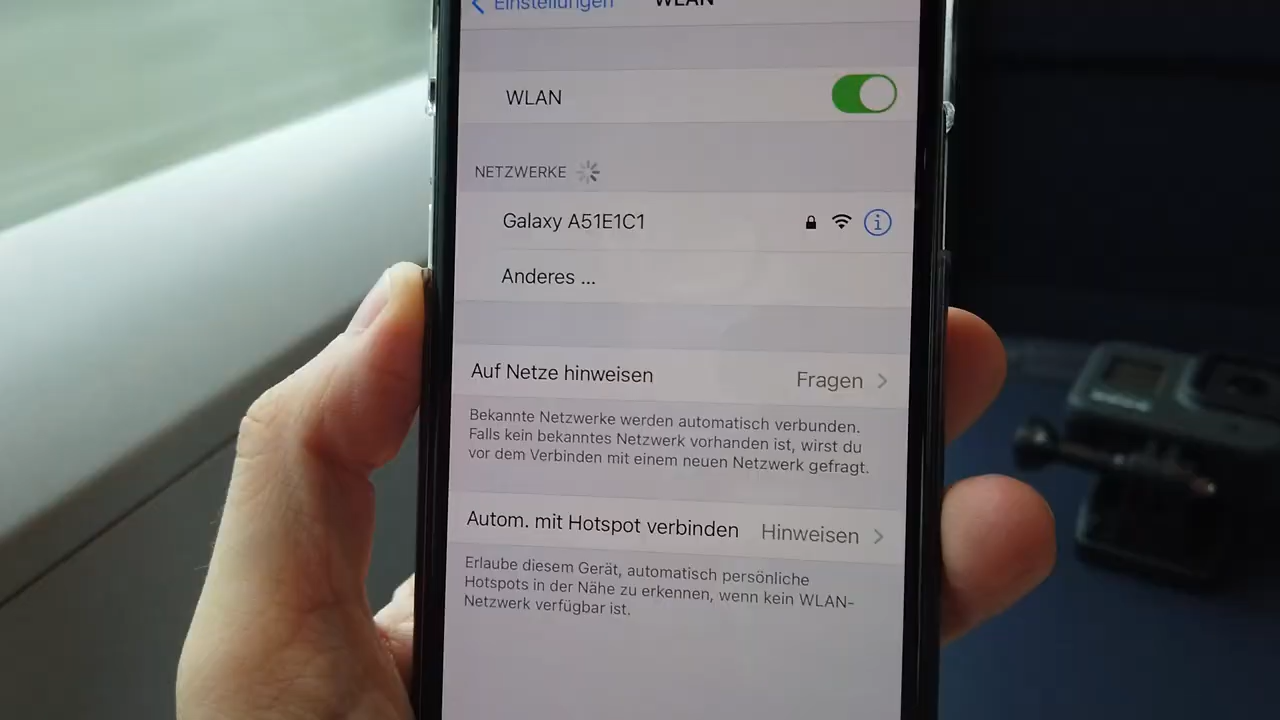 Einstellungen WLAN
WLAN
NETZWERKE
Galaxy A51E1C1
Anderes ...
Auf Netze hinweisen Fragen
Bekannte Netzwerke werden automatisch verbunden.
Falls kein bekanntes Netzwerk vorhanden ist, wirst du
vor dem Verbinden mit einem neuen Netzwerk gefragt.
Autom. mit Hotspot verbinden Hinweisen
Erlaube diesem Gerät, automatisch persönliche
Hotspots in der Nähe zu erkennen, wenn kein WLAN-
Netzwerk verfügbar ist.